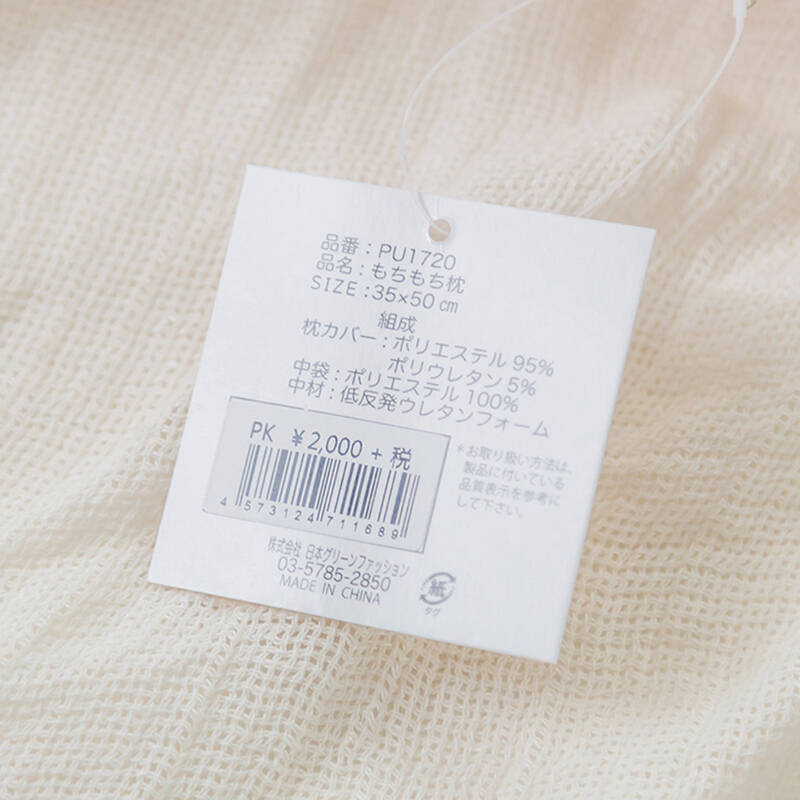 品番：PU1720
品名：もちもち枕
SIZE：35×50㎝
組成
枕カバー：ポリエステル 95%
ポリウレタン 5%
中袋：ポリエステル 100%
中材：低反発ウレタンフォーム
PK ￥2,000 + 税
4 573124 711689
＊お取り扱い方法は、
製品に付いている
品質表示を参考に
して下さい。
株式会社 日本グリーンファッション
03-5785-2850
MADE IN CHINA
紙
タグ